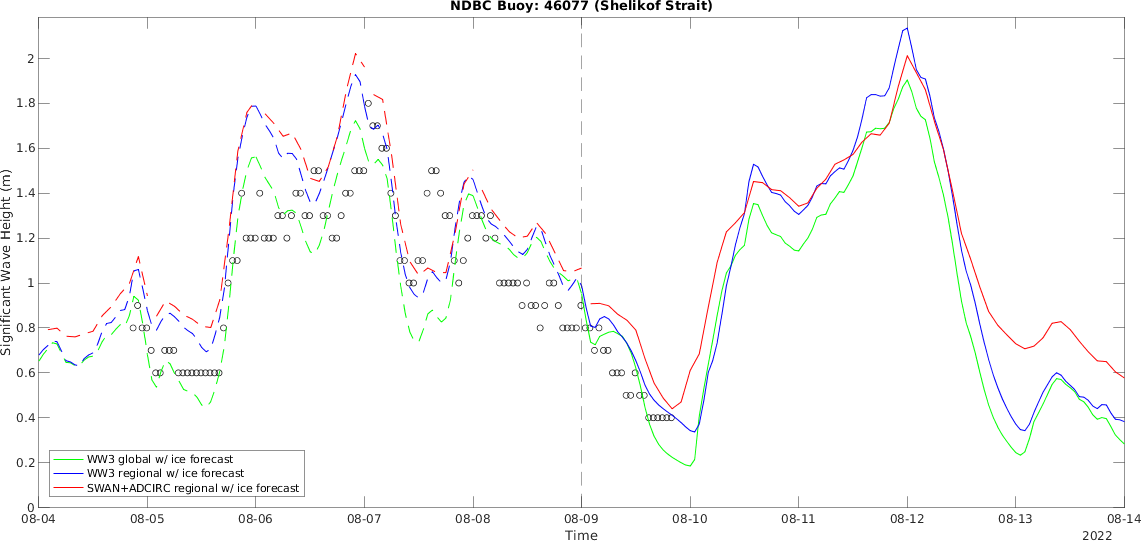 NDBC Buoy: 46077 (Shelikof Strait)
Significant Wave Height (m)
2
1.8
1.6
1.4
1.2
1
0.8
0.6
0.4
0.2
0
WW3 global w/ ice forecast
WW3 regional w/ ice forecast
SWAN+ADCIRC regional w/ ice forecast
08-04 08-05 08-06 08-07 08-08 08-09 08-10 08-11 08-12 08-13 08-14
Time
2022